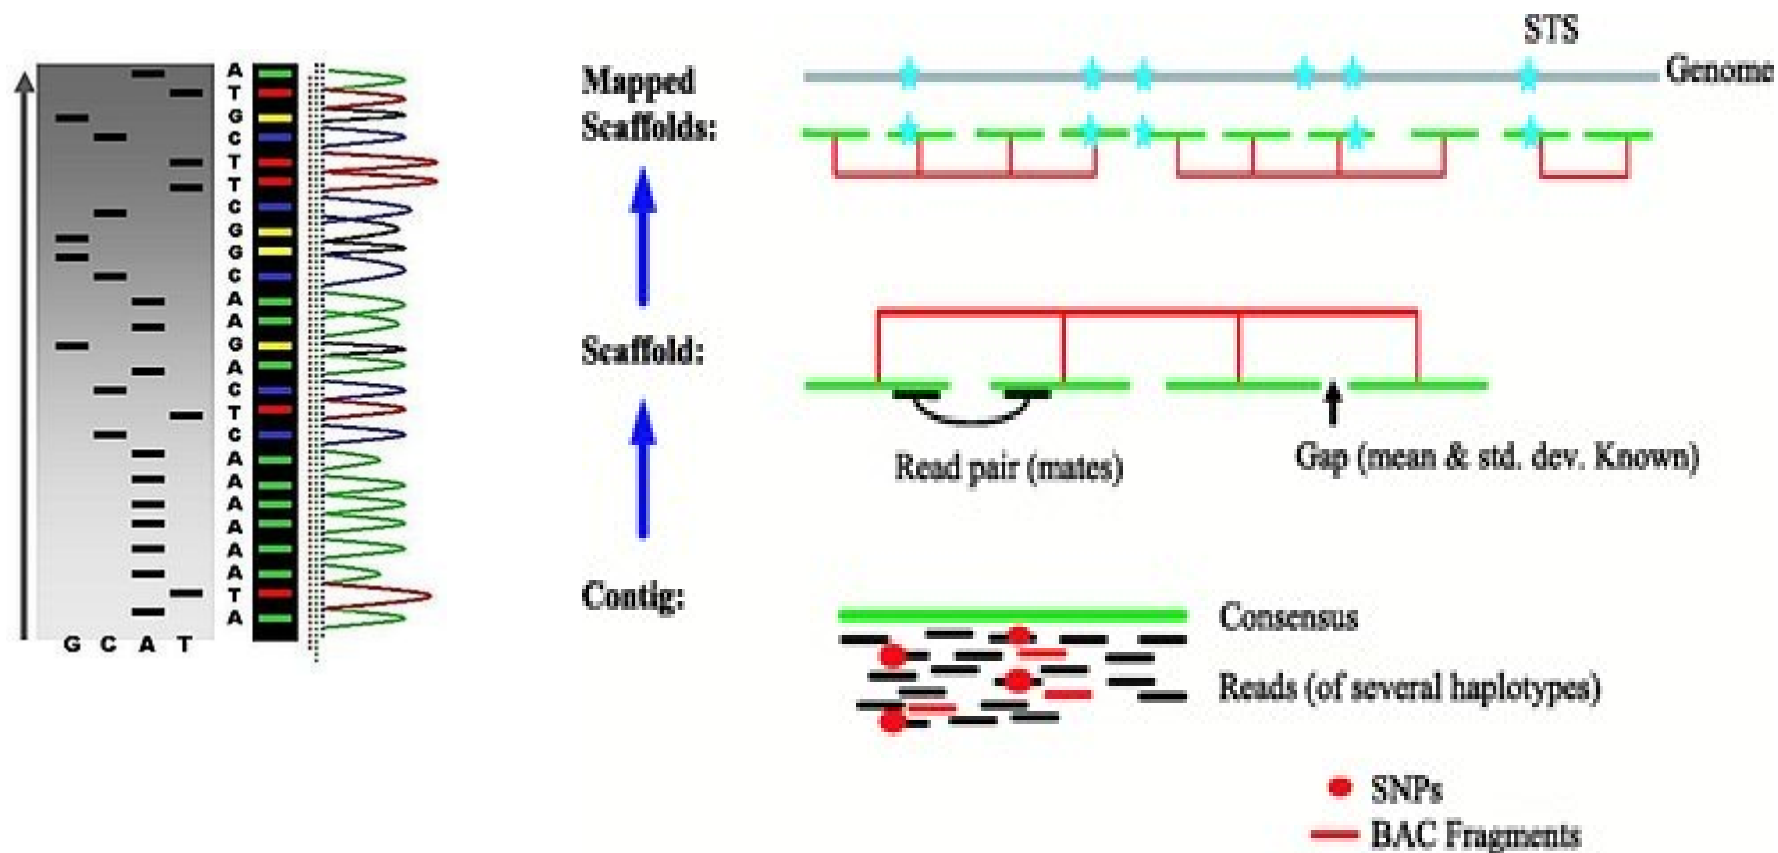 A
T
G
C
T
T
C
G
G
C
A
A
G
A
C
T
C
A
A
A
A
A
A
T
A
G C A T
STS
Genome
Mapped
Scaffolds:
Scaffold:
Read pair (mates)
Gap (mean & std. dev. Known)
Contig:
Consensus
Reads (of several haplotypes)
SNPs
BAC Fragments